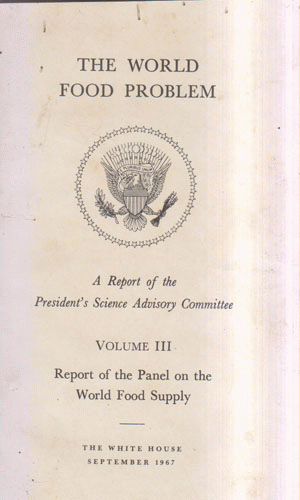 THE WORLD
FOOD PROBLEM
A Report of the
President's Science Advisory Committee
VOLUME III
Report of the Panel on the
World Food Supply
THE WHITE HOUSE
SEPTEMBER 1967